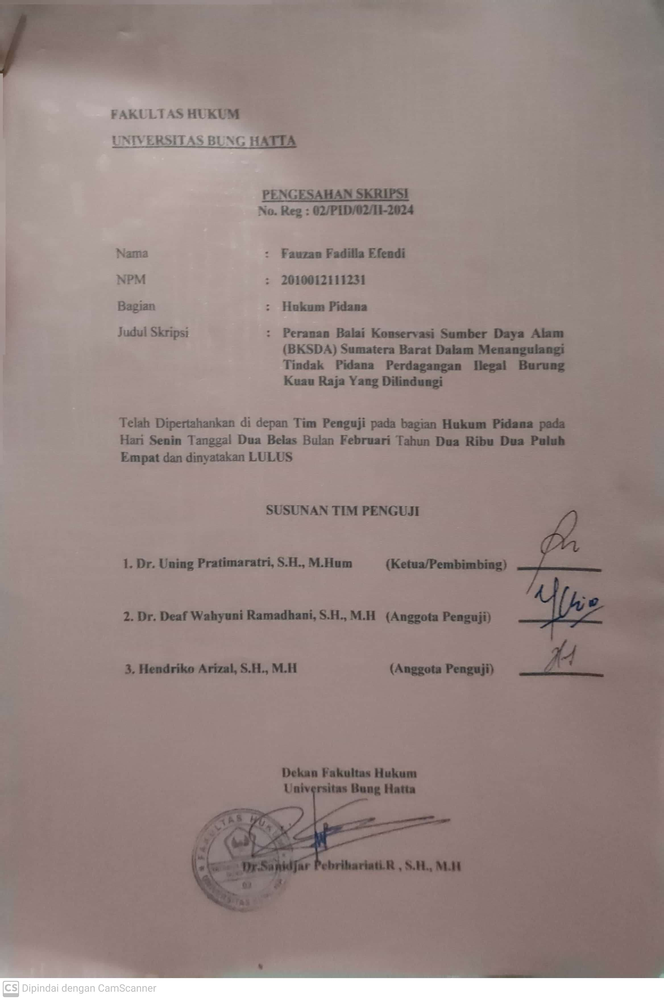 FAKULTAS HUKUM
UNIVERSITAS BUNG HATTA
PENGESAHAN SKRIPSI
No. Reg : 02/PID/02/II-2024
Nama : Fauzan Fadilla Efendi
NPM : 2010012111231
Bagian : Hukum Pidana
Judul Skripsi : Peranan Balai Konservasi Sumber Daya Alam
(BKSDA) Sumatera Barat Dalam Menangulangi
Tindak Pidana Perdagangan Ilegal Burung
Kuau Raja Yang Dilindungi
Telah Dipertahankan di depan Tim Penguji pada bagian Hukum Pidana pada
Hari Senin Tanggal Dua Belas Bulan Februari Tahun Dua Ribu Dua Puluh
Empat dan dinyatakan LULUS
SUSUNAN TIM PENGUJI
1. Dr. Uning Pratimaratri, S.H., M.Hum (Ketua/Pembimbing)
2. Dr. Deaf Wahyuni Ramadhani, S.H., M.H (Anggota Penguji)
3. Hendriko Arizal, S.H., M.H (Anggota Penguji)
Dekan Fakultas Hukum
Universitas Bung Hatta
FAKULTAS HUKUM
Dr.Sanidjar Pebrihariati.R , S.H., M.H
UNIVERSITAS
CS Dipindai dengan CamScanner